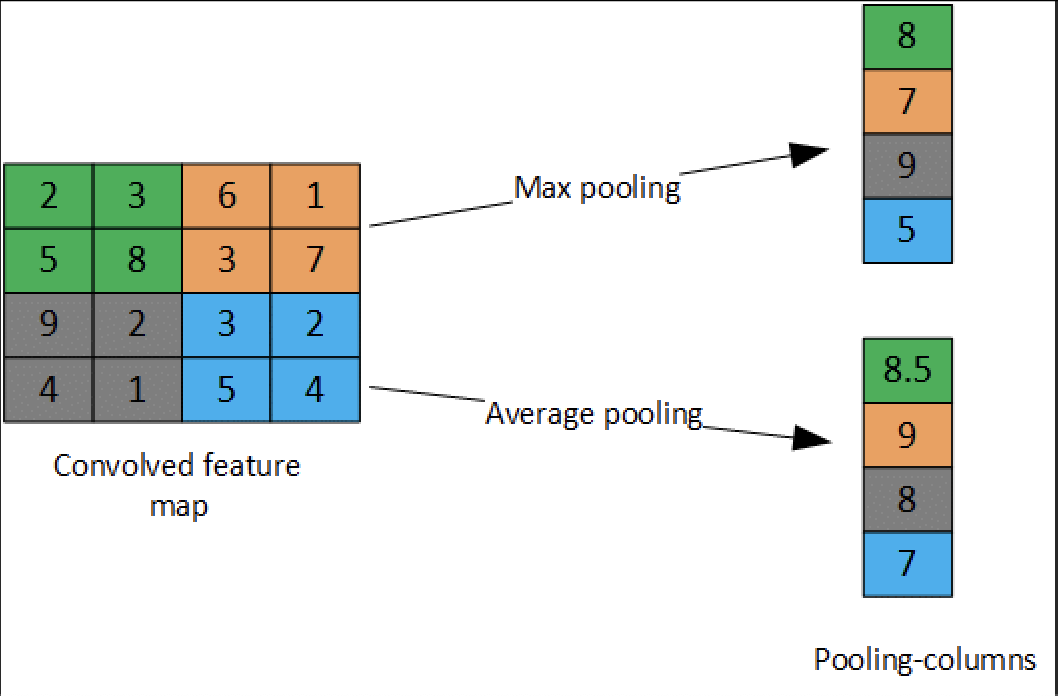 2 3 6 1
5 8 3 7
9 2 3 2
4 1 5 4
Convolved feature
map
Max pooling
Average pooling
8
7
9
5
8.5
9
8
7
Pooling-columns